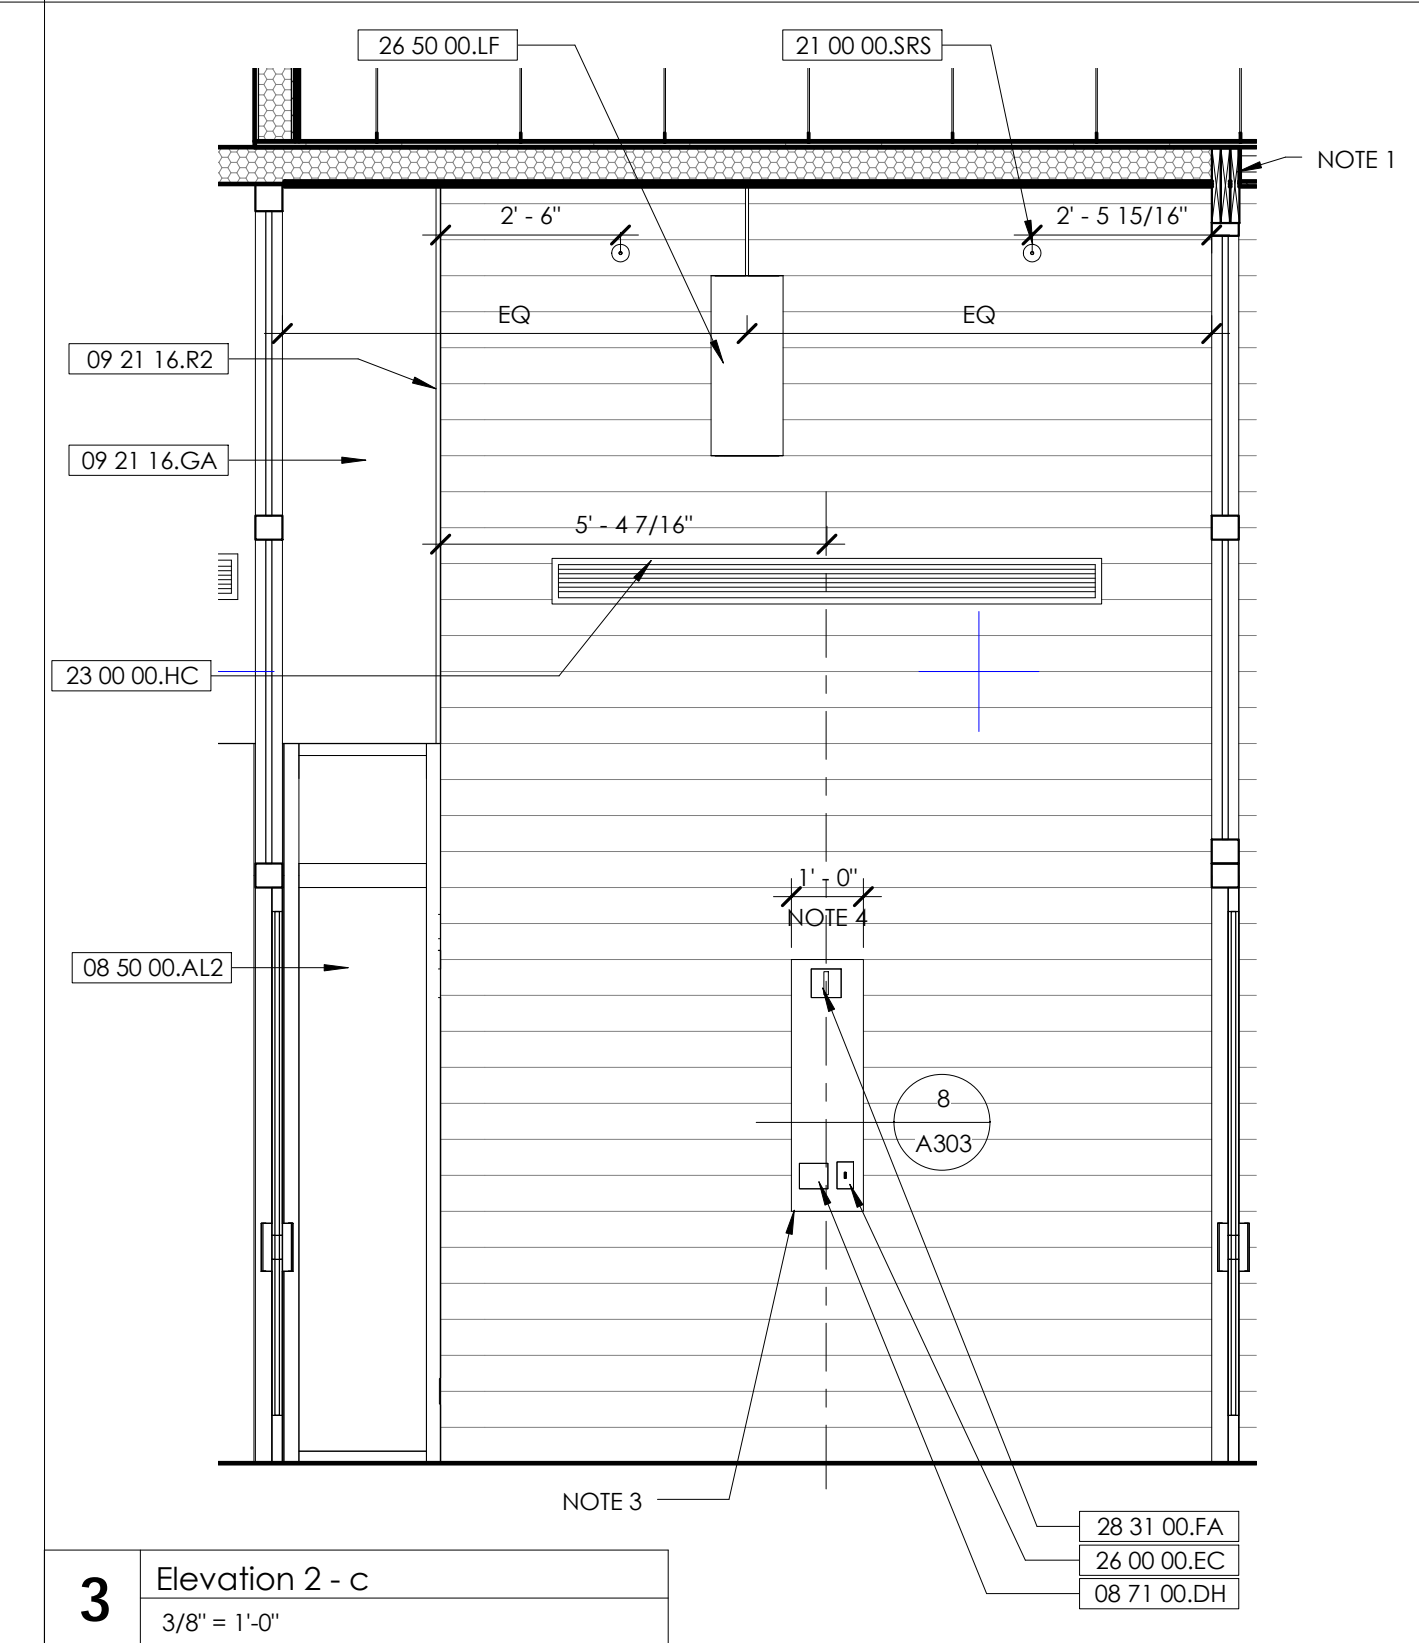 26 50 00.LF
21 00 00.SRS
NOTE 1
2' - 6"
2' - 5 15/16"
EQ
EQ
09 21 16.R2
09 21 16.GA
5' - 4 7/16"
23 00 00.HC
1' - 0"
NOTE 4
08 50 00.AL2
8
A303
NOTE 3
28 31 00.FA
26 00 00.EC
08 71 00.DH
3
Elevation 2 - c
3/8" = 1'-0"